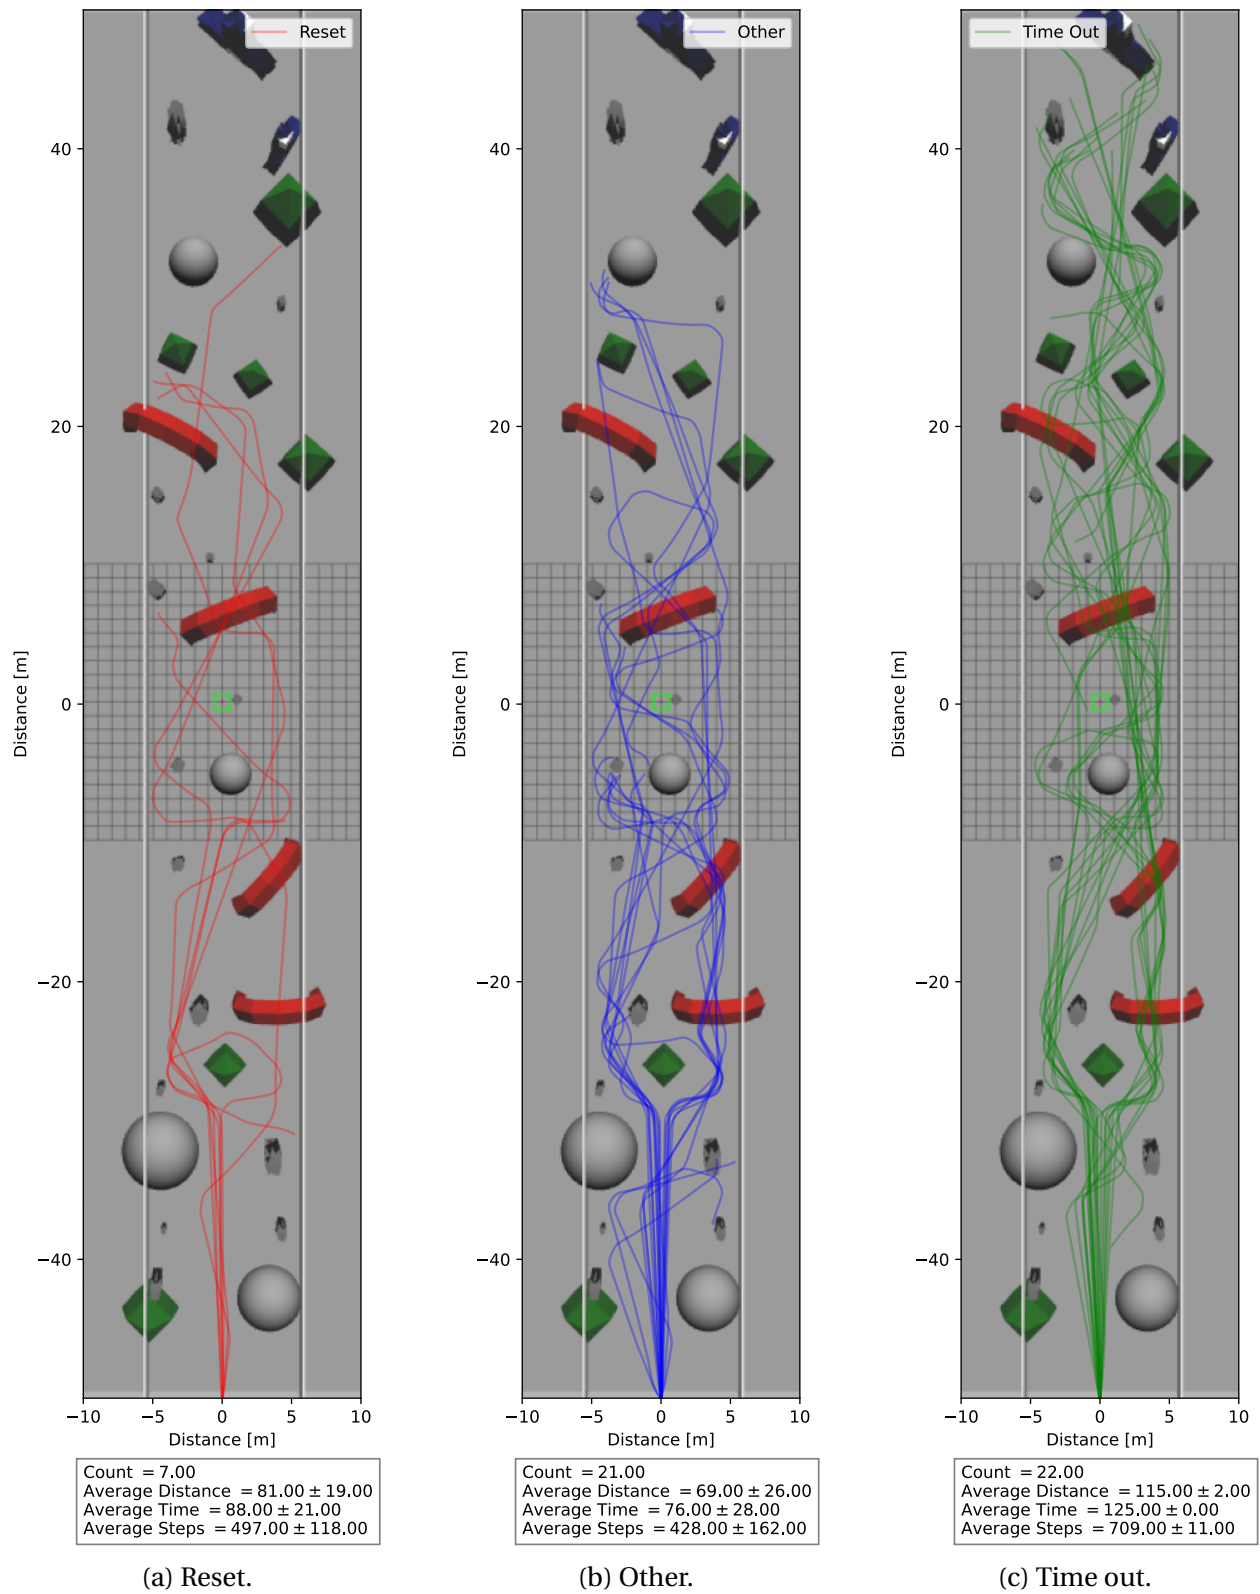 Reset
Other
Time Out
40
20
0
−20
−40
Distance [m]
−10 −5 0 5 10
Distance [m]
40
20
0
−20
−40
Distance [m]
−10 −5 0 5 10
Distance [m]
40
20
0
−20
−40
Distance [m]
−10 −5 0 5 10
Distance [m]
Count = 7.00
Average Distance = 81.00 ± 19.00
Average Time = 88.00 ± 21.00
Average Steps = 497.00 ± 118.00
Count = 21.00
Average Distance = 69.00 ± 26.00
Average Time = 76.00 ± 28.00
Average Steps = 428.00 ± 162.00
Count = 22.00
Average Distance = 115.00 ± 2.00
Average Time = 125.00 ± 0.00
Average Steps = 709.00 ± 11.00
(a) Reset.
(b) Other.
(c) Time out.